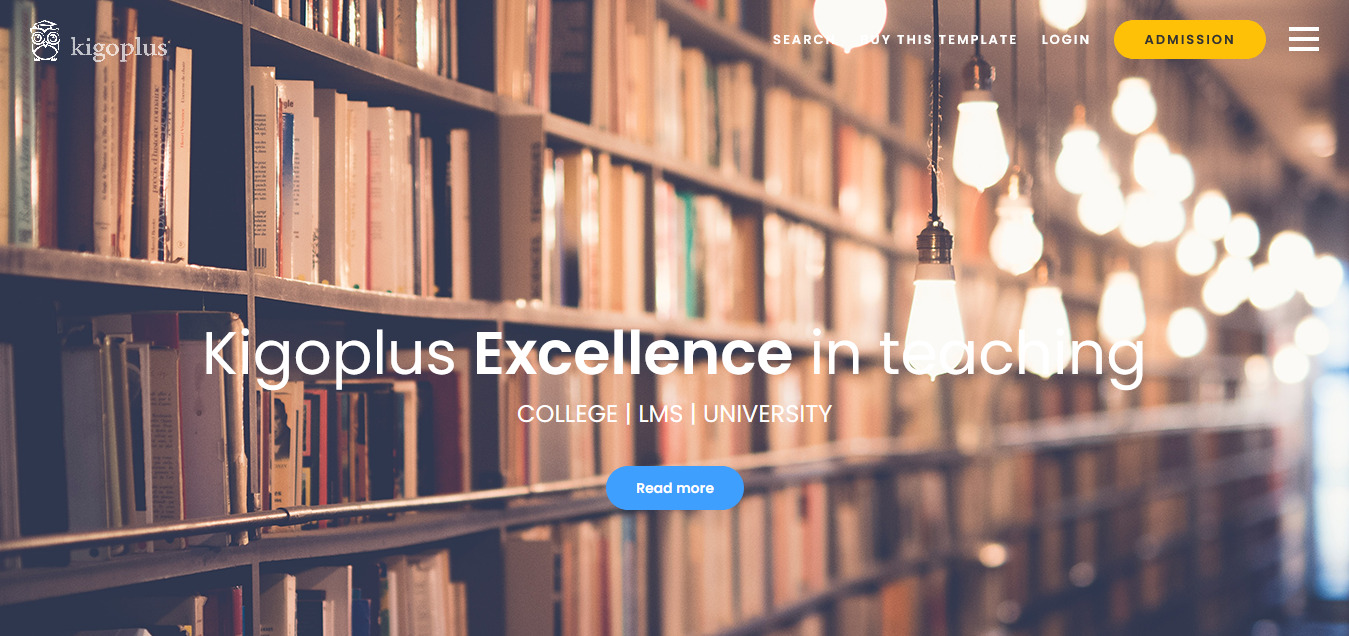 kigoplus
SEARCH BUY THIS TEMPLATE LOGIN ADMISSION
Kigoplus Excellence in teaching
COLLEGE | LMS | UNIVERSITY
Read more